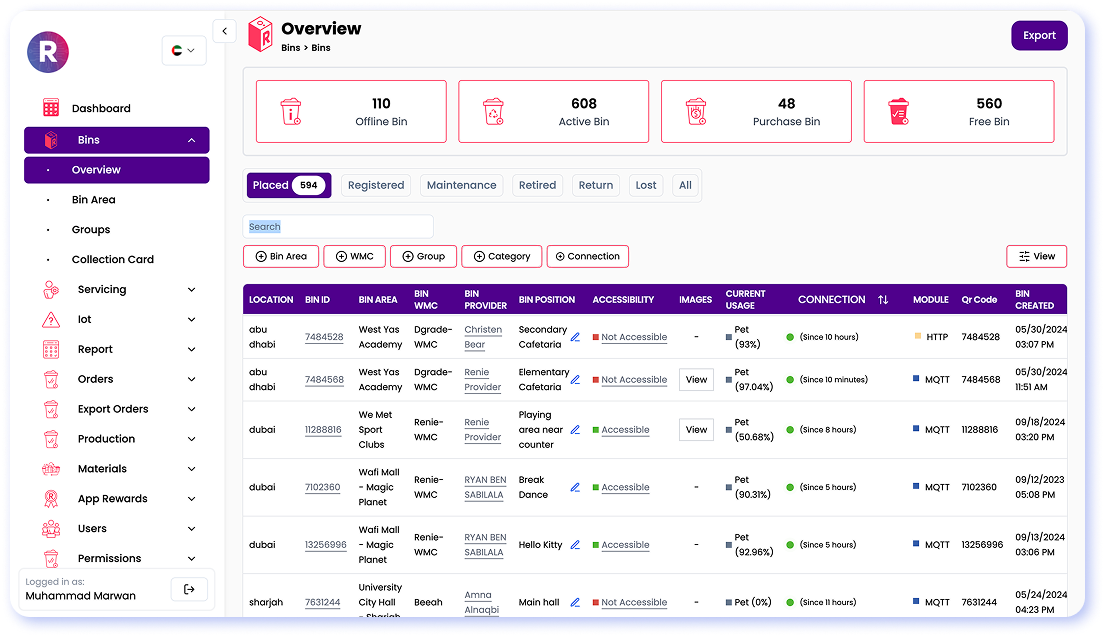 R
Dashboard
Bins
Overview
Bin Area
Groups
Collection Card
Servicing
Iot
Report
Orders
Export Orders
Production
Materials
App Rewards
Users
Permissions
Logged in as:
Muhammad Marwan
Overview
Bins > Bins
Export
110
Offline Bin
608
Active Bin
48
Purchase Bin
560
Free Bin
Placed 594 Registered Maintenance Retired Return Lost All
Search
Bin Area WMC Group Category Connection View
LOCATION BIN ID BIN AREA BIN WMC BIN PROVIDER BIN POSITION ACCESSIBILITY IMAGES CURRENT USAGE CONNECTION MODULE Qr Code BIN CREATED
abu dhabi 7484528 West Yas Academy Dgrade-WMC Christen Bear Secondary Cafetaria Not Accessible - Pet (93%) (Since 10 hours) HTTP 7484528 05/30/2024 03:07 PM
abu dhabi 7484568 West Yas Academy Dgrade-WMC Renie Provider Elementary Cafetaria Not Accessible View Pet (97.04%) (Since 10 minutes) MQTT 7484568 05/30/2024 11:51 AM
dubai 11288816 We Met Sport Clubs Renie-WMC Renie Provider Playing area near counter Accessible View Pet (50.68%) (Since 8 hours) MQTT 11288816 09/18/2024 03:20 PM
dubai 7102360 Wafi Mall - Magic Planet Renie-WMC RYAN BEN SABILALA Break Dance Accessible - Pet (90.31%) (Since 5 hours) MQTT 7102360 09/12/2023 05:08 PM
dubai 13256996 Wafi Mall - Magic Planet Renie-WMC RYAN BEN SABILALA Hello Kitty Accessible - Pet (92.96%) (Since 5 hours) MQTT 13256996 09/13/2024 03:06 PM
sharjah 7631244 University City Hall - Sharjah Beeah Amna Alnaqbi Main hall Not Accessible - Pet (0%) (Since 11 hours) MQTT 7631244 05/24/2024 04:23 PM